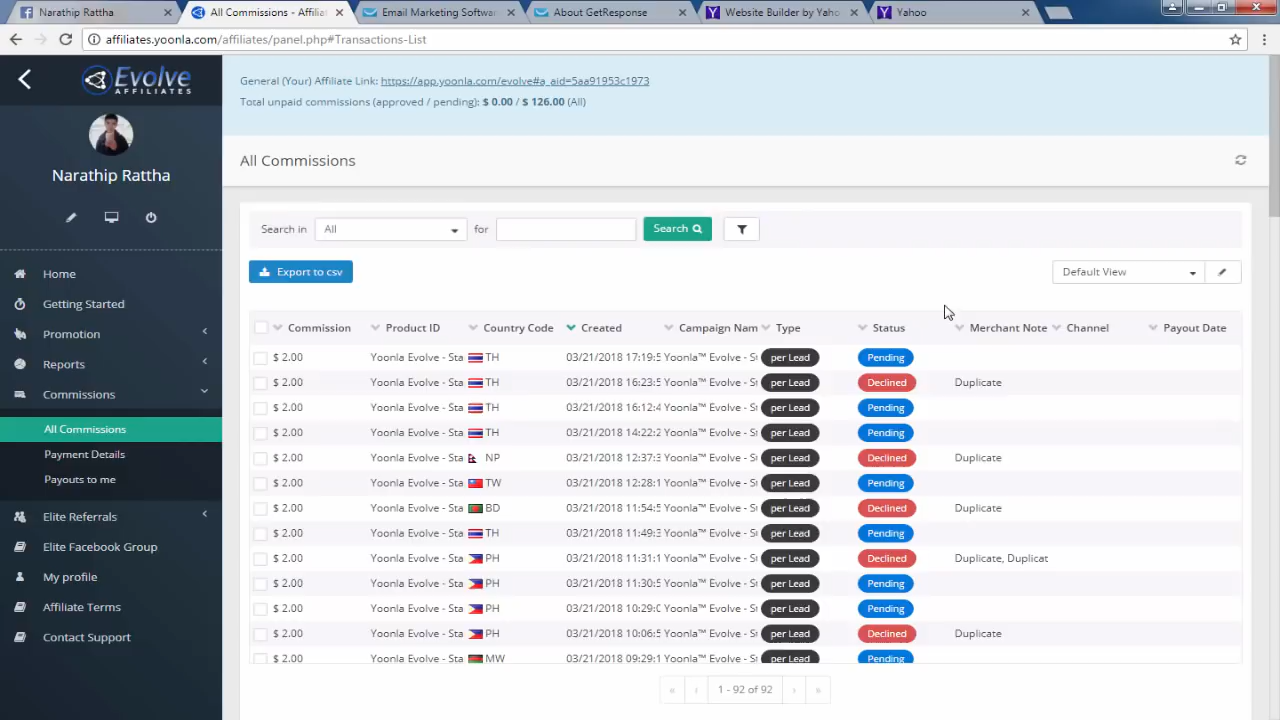 Narathip Rattha
All Commissions - Affilia
Email Marketing Softwar
About GetResponse
Website Builder by Yaho
Yahoo
affiliates.yoonla.com/affiliates/panel.php#Transactions-List
Evolve
AFFILIATES
Narathip Rattha
Home
Getting Started
Promotion
Reports
Commissions
All Commissions
Payment Details
Payouts to me
Elite Referrals
Elite Facebook Group
My profile
Affiliate Terms
Contact Support
General (Your) Affiliate Link: https://app.yoonla.com/evolve#a_aid=5aa91953c1973
Total unpaid commissions (approved / pending): $ 0.00 / $ 126.00 (All)
All Commissions
Search in All for Search
Export to csv Default View
Commission Product ID Country Code Created Campaign Nam Type Status Merchant Note Channel Payout Date
$ 2.00 Yoonla Evolve - Sta TH 03/21/2018 17:19:5 Yoonla™ Evolve - S per Lead Pending
$ 2.00 Yoonla Evolve - Sta TH 03/21/2018 16:23:5 Yoonla™ Evolve - S per Lead Declined Duplicate
$ 2.00 Yoonla Evolve - Sta TH 03/21/2018 16:12:4 Yoonla™ Evolve - S per Lead Pending
$ 2.00 Yoonla Evolve - Sta TH 03/21/2018 14:22:2 Yoonla™ Evolve - S per Lead Pending
$ 2.00 Yoonla Evolve - Sta NP 03/21/2018 12:37:3 Yoonla™ Evolve - S per Lead Declined Duplicate
$ 2.00 Yoonla Evolve - Sta TW 03/21/2018 12:28:1 Yoonla™ Evolve - S per Lead Pending
$ 2.00 Yoonla Evolve - Sta BD 03/21/2018 11:54:5 Yoonla™ Evolve - S per Lead Declined Duplicate
$ 2.00 Yoonla Evolve - Sta TH 03/21/2018 11:49:3 Yoonla™ Evolve - S per Lead Pending
$ 2.00 Yoonla Evolve - Sta PH 03/21/2018 11:31:1 Yoonla™ Evolve - S per Lead Declined Duplicate, Duplicat
$ 2.00 Yoonla Evolve - Sta PH 03/21/2018 11:30:5 Yoonla™ Evolve - S per Lead Pending
$ 2.00 Yoonla Evolve - Sta PH 03/21/2018 10:29:0 Yoonla™ Evolve - S per Lead Pending
$ 2.00 Yoonla Evolve - Sta PH 03/21/2018 10:06:5 Yoonla™ Evolve - S per Lead Declined Duplicate
$ 2.00 Yoonla Evolve - Sta MW 03/21/2018 09:29:1 Yoonla™ Evolve - S per Lead Pending
« ‹ 1 - 92 of 92 › »